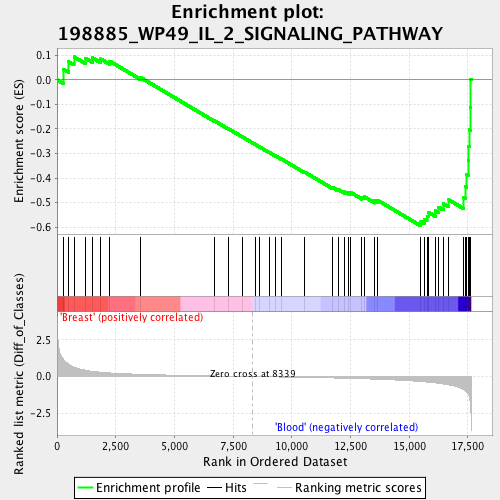 Enrichment plot:
198885_WP49_IL_2_SIGNALING_PATHWAY
Enrichment score (ES)
0.1
0.0
-0.1
-0.2
-0.3
-0.4
-0.5
-0.6
'Breast' (positively correlated)
Ranked list metric (Diff_of_Classes)
2.5
0.0
-2.5
Zero cross at 8339
'Blood' (negatively correlated)
0 2,500 5,000 7,500 10,000 12,500 15,000 17,500
Rank in Ordered Dataset
Enrichment profile Hits Ranking metric scores